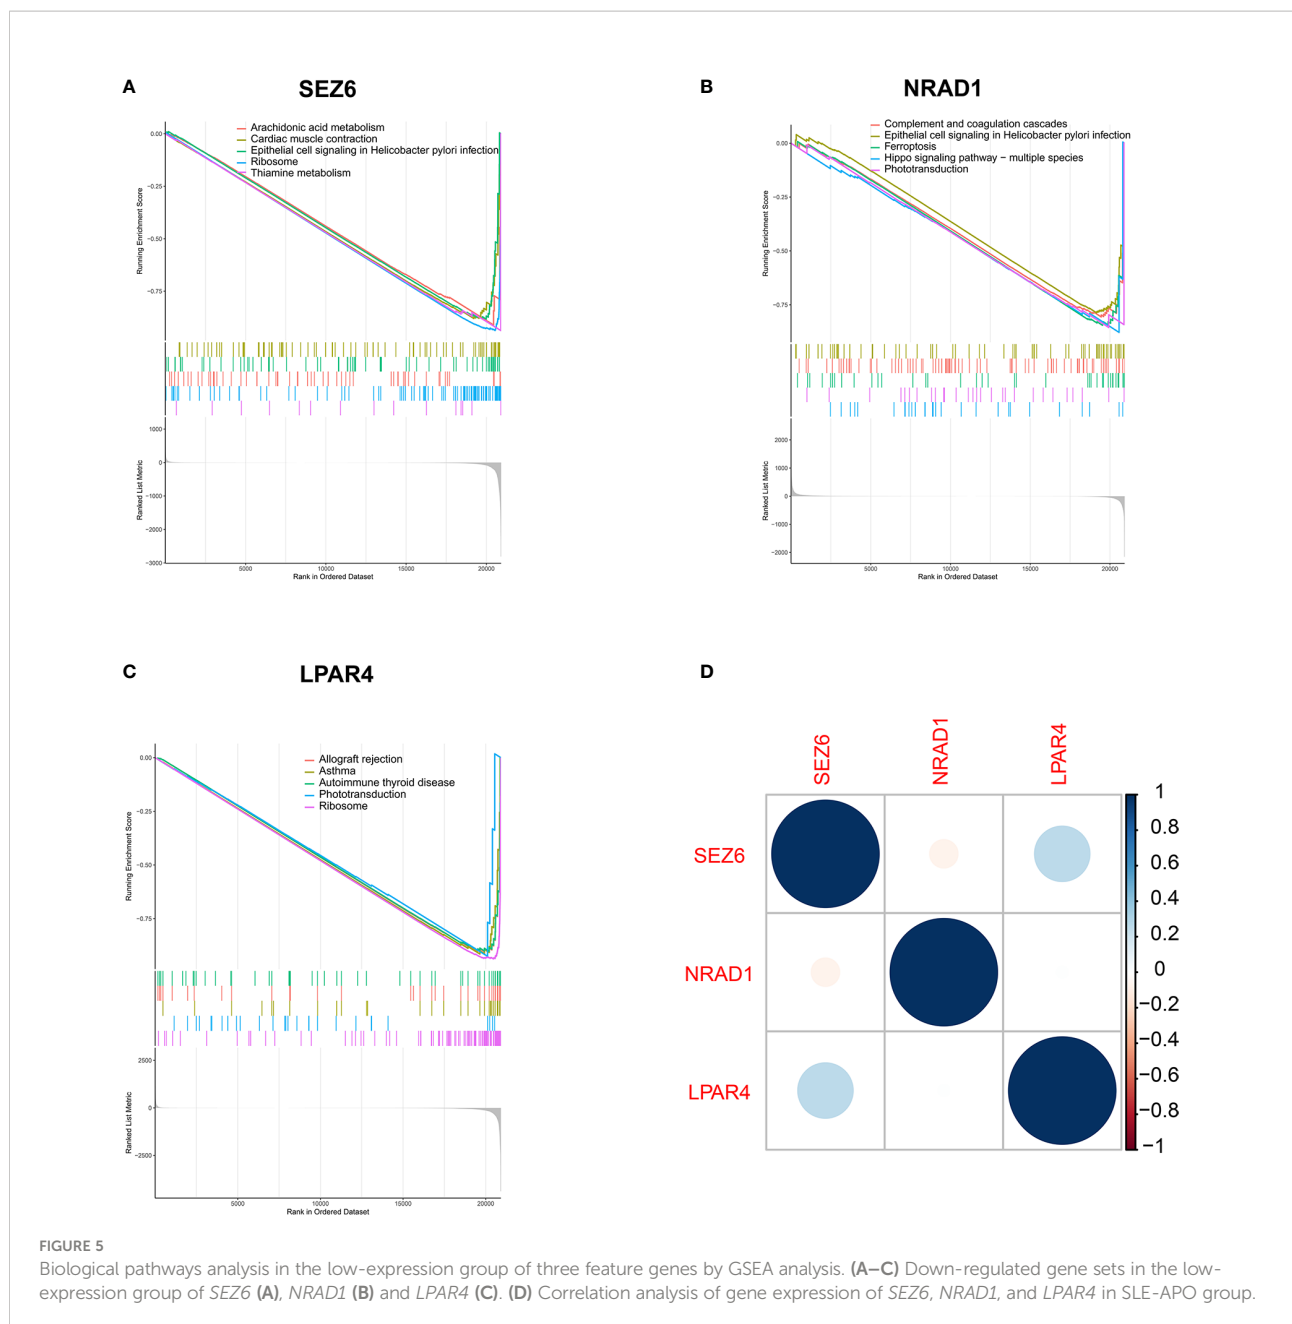 A
SEZ6
0.00
−0.25
−0.50
−0.75
Running Enrichment Score
Arachidonic acid metabolism
Cardiac muscle contraction
Epithelial cell signaling in Helicobacter pylori infection
Ribosome
Thiamine metabolism
1000
0
−1000
−2000
−3000
Ranked List Metric
5000 10000 15000 20000
Rank in Ordered Dataset
B
NRAD1
0.00
−0.25
−0.50
−0.75
Running Enrichment Score
Complement and coagulation cascades
Epithelial cell signaling in Helicobacter pylori infection
Ferroptosis
Hippo signaling pathway − multiple species
Phototransduction
2000
1000
0
−1000
−2000
Ranked List Metric
5000 10000 15000 20000
Rank in Ordered Dataset
C
LPAR4
0.00
−0.25
−0.50
−0.75
Running Enrichment Score
Allograft rejection
Asthma
Autoimmune thyroid disease
Phototransduction
Ribosome
2500
0
−2500
Ranked List Metric
5000 10000 15000 20000
Rank in Ordered Dataset
D
SEZ6 NRAD1 LPAR4
SEZ6
NRAD1
LPAR4
1
0.8
0.6
0.4
0.2
0
−0.2
−0.4
−0.6
−0.8
−1
FIGURE 5
Biological pathways analysis in the low-expression group of three feature genes by GSEA analysis. (A–C) Down-regulated gene sets in the low-
expression group of SEZ6 (A), NRAD1 (B) and LPAR4 (C). (D) Correlation analysis of gene expression of SEZ6, NRAD1, and LPAR4 in SLE-APO group.